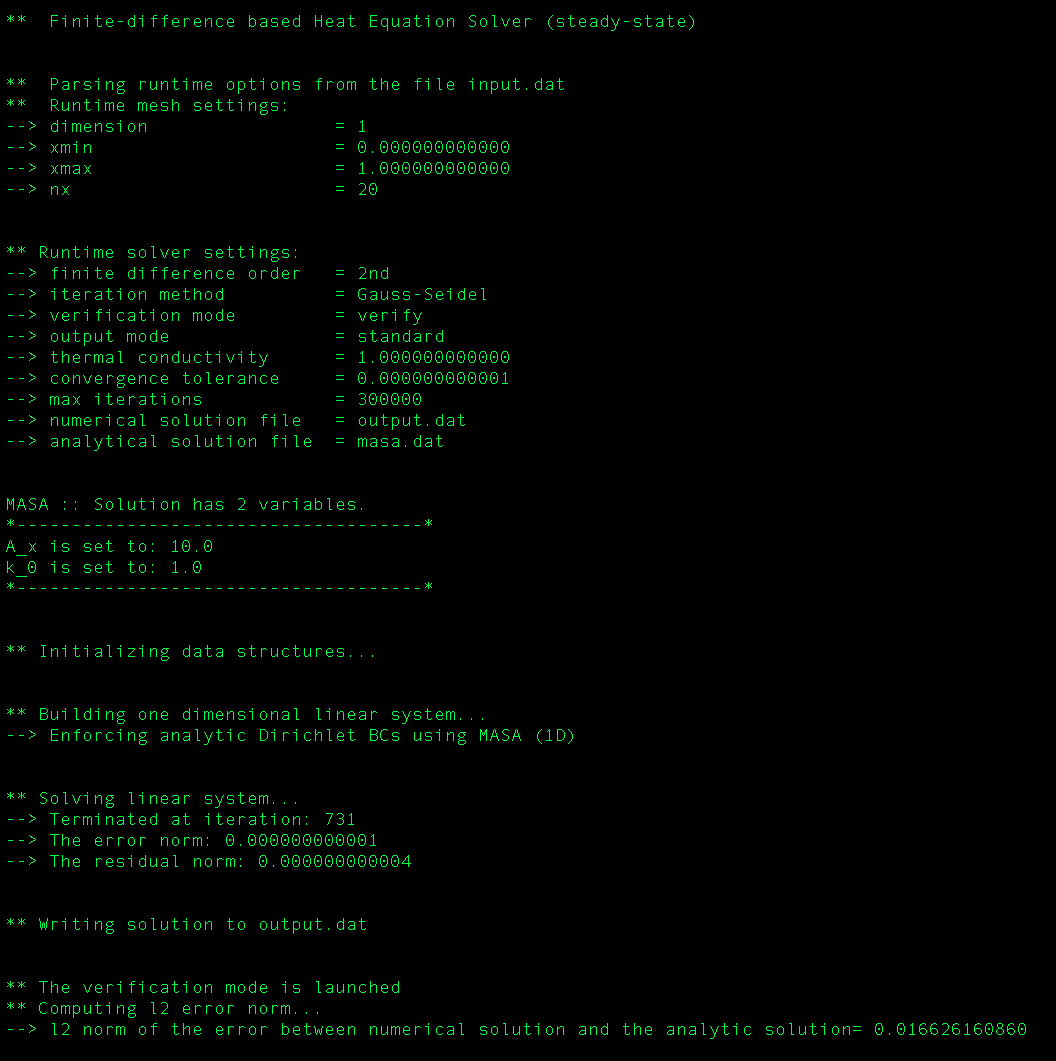 **  Finite-difference based Heat Equation Solver (steady-state)
**  Parsing runtime options from the file input.dat
**  Runtime mesh settings:
--> dimension                 = 1
--> xmin                      = 0.000000000000
--> xmax                      = 1.000000000000
--> nx                        = 20
** Runtime solver settings:
--> finite difference order   = 2nd
--> iteration method          = Gauss-Seidel
--> verification mode         = verify
--> output mode               = standard
--> thermal conductivity      = 1.000000000000
--> convergence tolerance     = 0.000000000001
--> max iterations            = 300000
--> numerical solution file   = output.dat
--> analytical solution file  = masa.dat
MASA :: Solution has 2 variables.
*-------------------------------------*
A_x is set to: 10.0
k_0 is set to: 1.0
*-------------------------------------*
** Initializing data structures...
** Building one dimensional linear system...
--> Enforcing analytic Dirichlet BCs using MASA (1D)
** Solving linear system...
--> Terminated at iteration: 731
--> The error norm: 0.000000000001
--> The residual norm: 0.000000000004
** Writing solution to output.dat
** The verification mode is launched
** Computing l2 error norm...
--> l2 norm of the error between numerical solution and the analytic solution= 0.016626160860